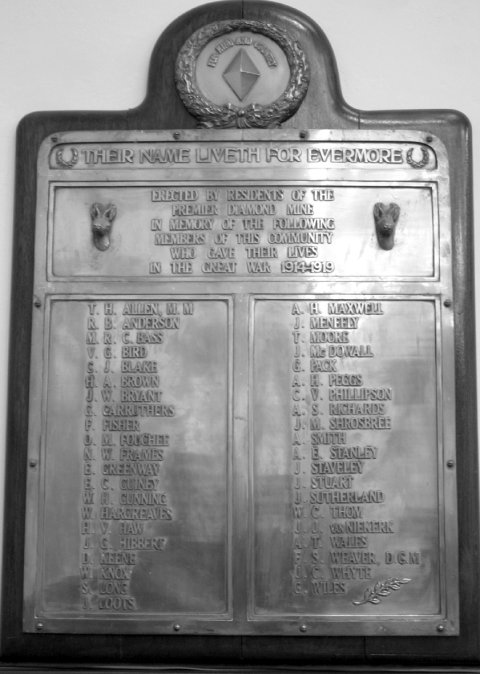 THEIR NAME LIVETH FOR EVERMORE
ERECTED BY RESIDENTS OF THE
PREMIER DIAMOND MINE
IN MEMORY OF THE FOLLOWING
MEMBERS OF THIS COMMUNITY
WHO GAVE THEIR LIVES
IN THE GREAT WAR 1914-1919
T. H. ALLEN, M. M
R. B. ANDERSON
M. R. C. BASS
V. G. BIRD
C. J. BLAKE
H. A. BROWN
J. W. BRYANT
G. CARRUTHERS
F. FISHER
O. M. FOUCHEE
N. W. FRAMES
E. GREENWAY
E. C. GUINEY
W. H. GUNNING
W. HARGREAVES
H. V. HAW
J. G. HIBBERT
D. KEENE
W. KNOX
S. LONG
J. LOOTS
A. H. MAXWELL
J. MENEELY
T. MOORE
J. Mc DOWALL
G. PACK
A. H. PEGGS
C. V. PHILLIPSON
A. S. RICHARDS
J. M. SHROSBREE
A. SMITH
A. E. STANLEY
J. STAVELEY
J. STUART
J. SUTHERLAND
W. C. THOM
J. J. VAN NIEKERK
A. T. WALES
F. S. WEAVER, D.C.M
J. C. WHYTE
G. WILES